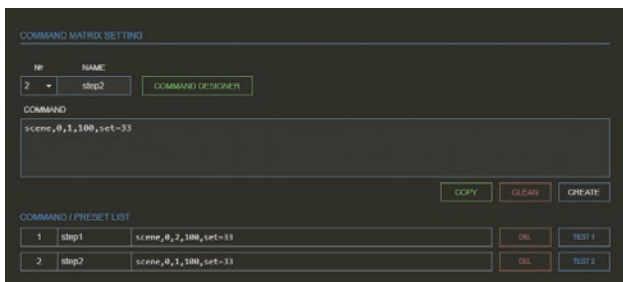 COMMAND MATRIX SETTING
№ NAME
2 step2 COMMAND DESIGNER
COMMAND
scene,0,1,100,set=33
COPY CLEAN CREATE
COMMAND / PRESET LIST
1 step1 scene,0,2,100,set=33 DEL TEST 1
2 step2 scene,0,1,100,set=33 DEL TEST 2